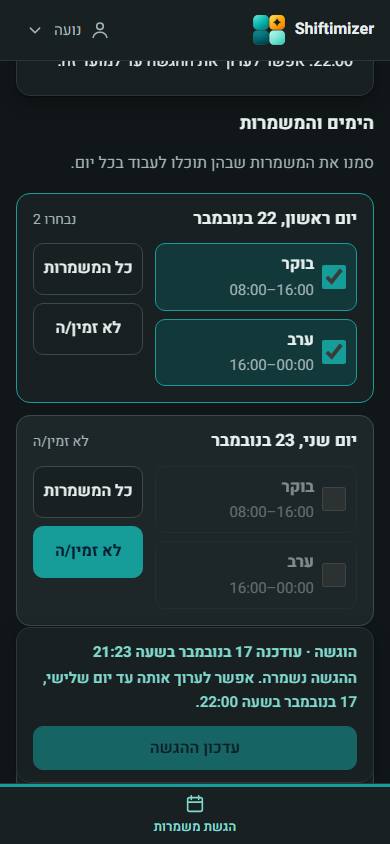 Shiftimizer
נועה
22:00. אפשר לערוך את ההגשה עד למועד זה.
הימים והמשמרות
סמנו את המשמרות שבהן תוכלו לעבוד בכל יום.
יום ראשון, 22 בנובמבר
נבחרו 2
בוקר
08:00–16:00
ערב
16:00–00:00
כל המשמרות
לא זמין/ה
יום שני, 23 בנובמבר
לא זמין/ה
בוקר
08:00–16:00
ערב
16:00–00:00
כל המשמרות
לא זמין/ה
הוגשה · עודכנה 17 בנובמבר בשעה 21:23
ההגשה נשמרה. אפשר לערוך אותה עד יום שלישי,
17 בנובמבר בשעה 22:00.
עדכון ההגשה
הגשת משמרות